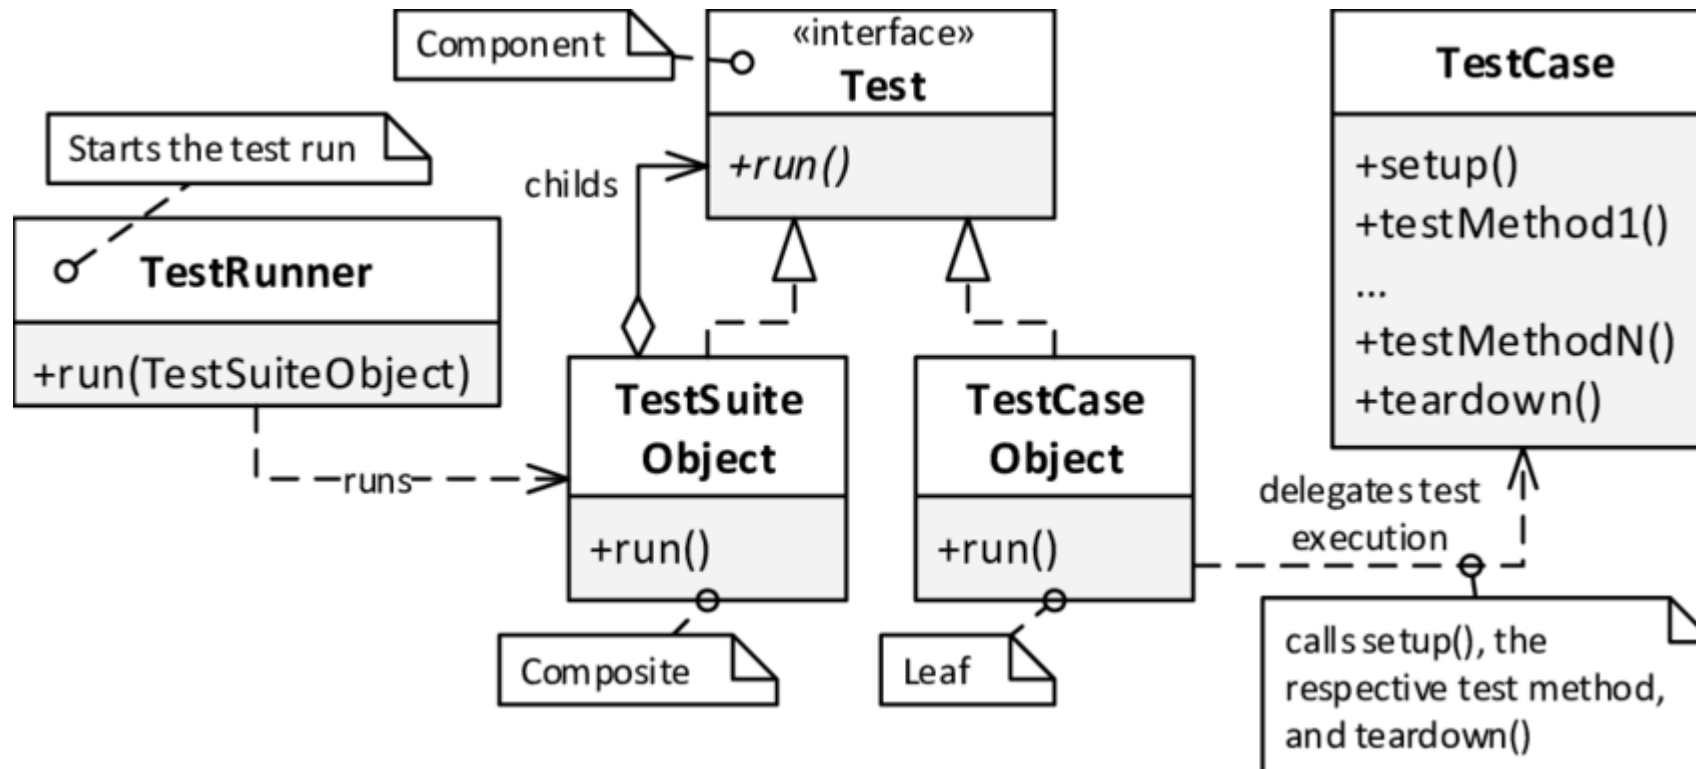 Component
«interface»
Test
+run()
TestCase
+setup()
+testMethod1()
...
+testMethodN()
+teardown()
Starts the test run
childs
TestRunner
+run(TestSuiteObject)
runs
TestSuite
Object
+run()
TestCase
Object
+run()
delegates test
execution
Composite
Leaf
calls setup(), the
respective test method,
and teardown()